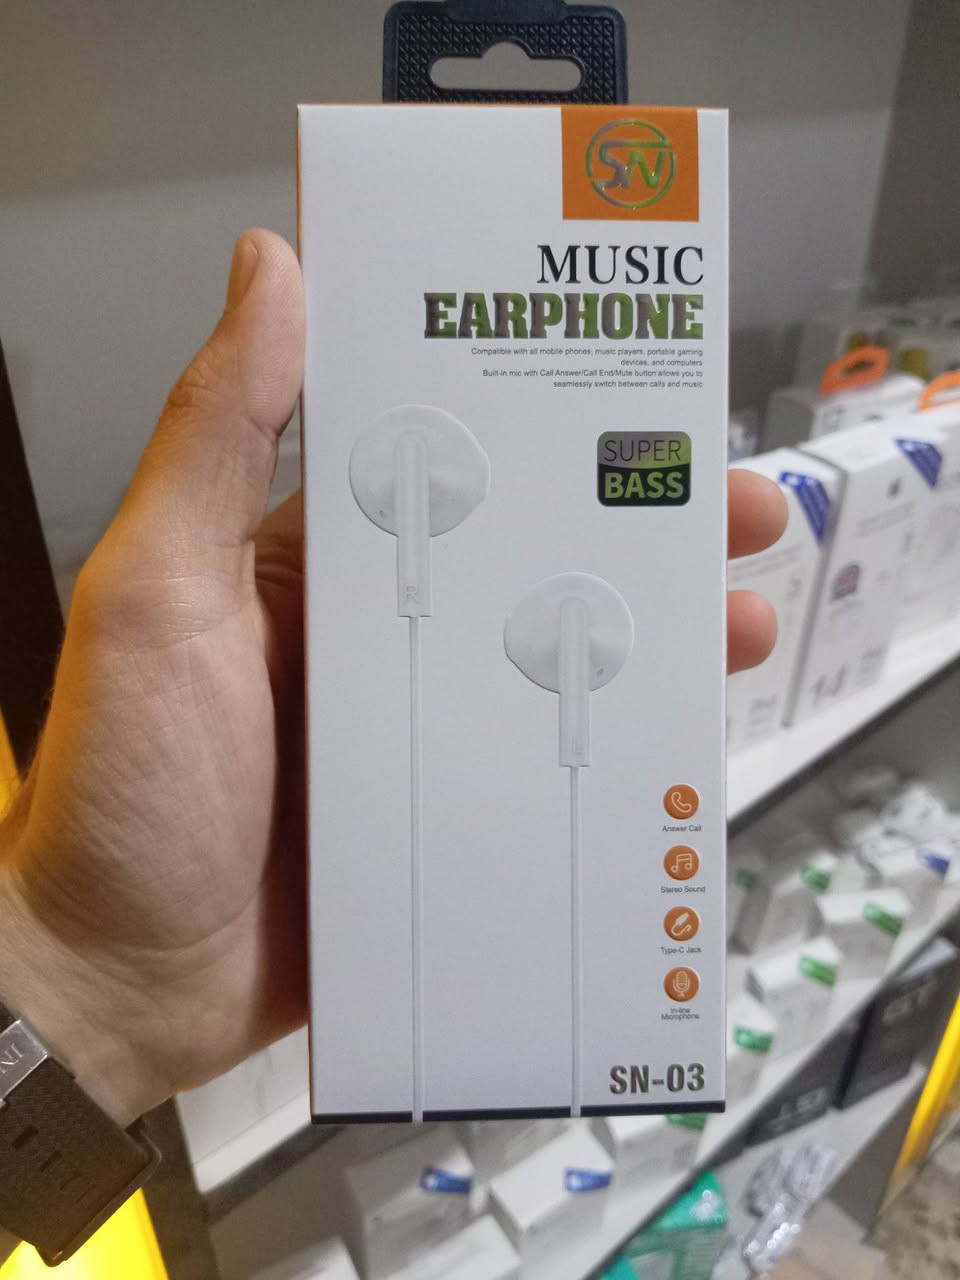 SN
MUSIC
EARPHONE
Compatible with all mobile phones, music players, portable gaming
devices, and computers
Built-in mic with Call Answer/Call End/Mute button allows you to
seamlessly switch between calls and music
SUPER
BASS
R
Answer Call
Stereo Sound
Type-C Jack
In-line
Microphone
SN-03
14